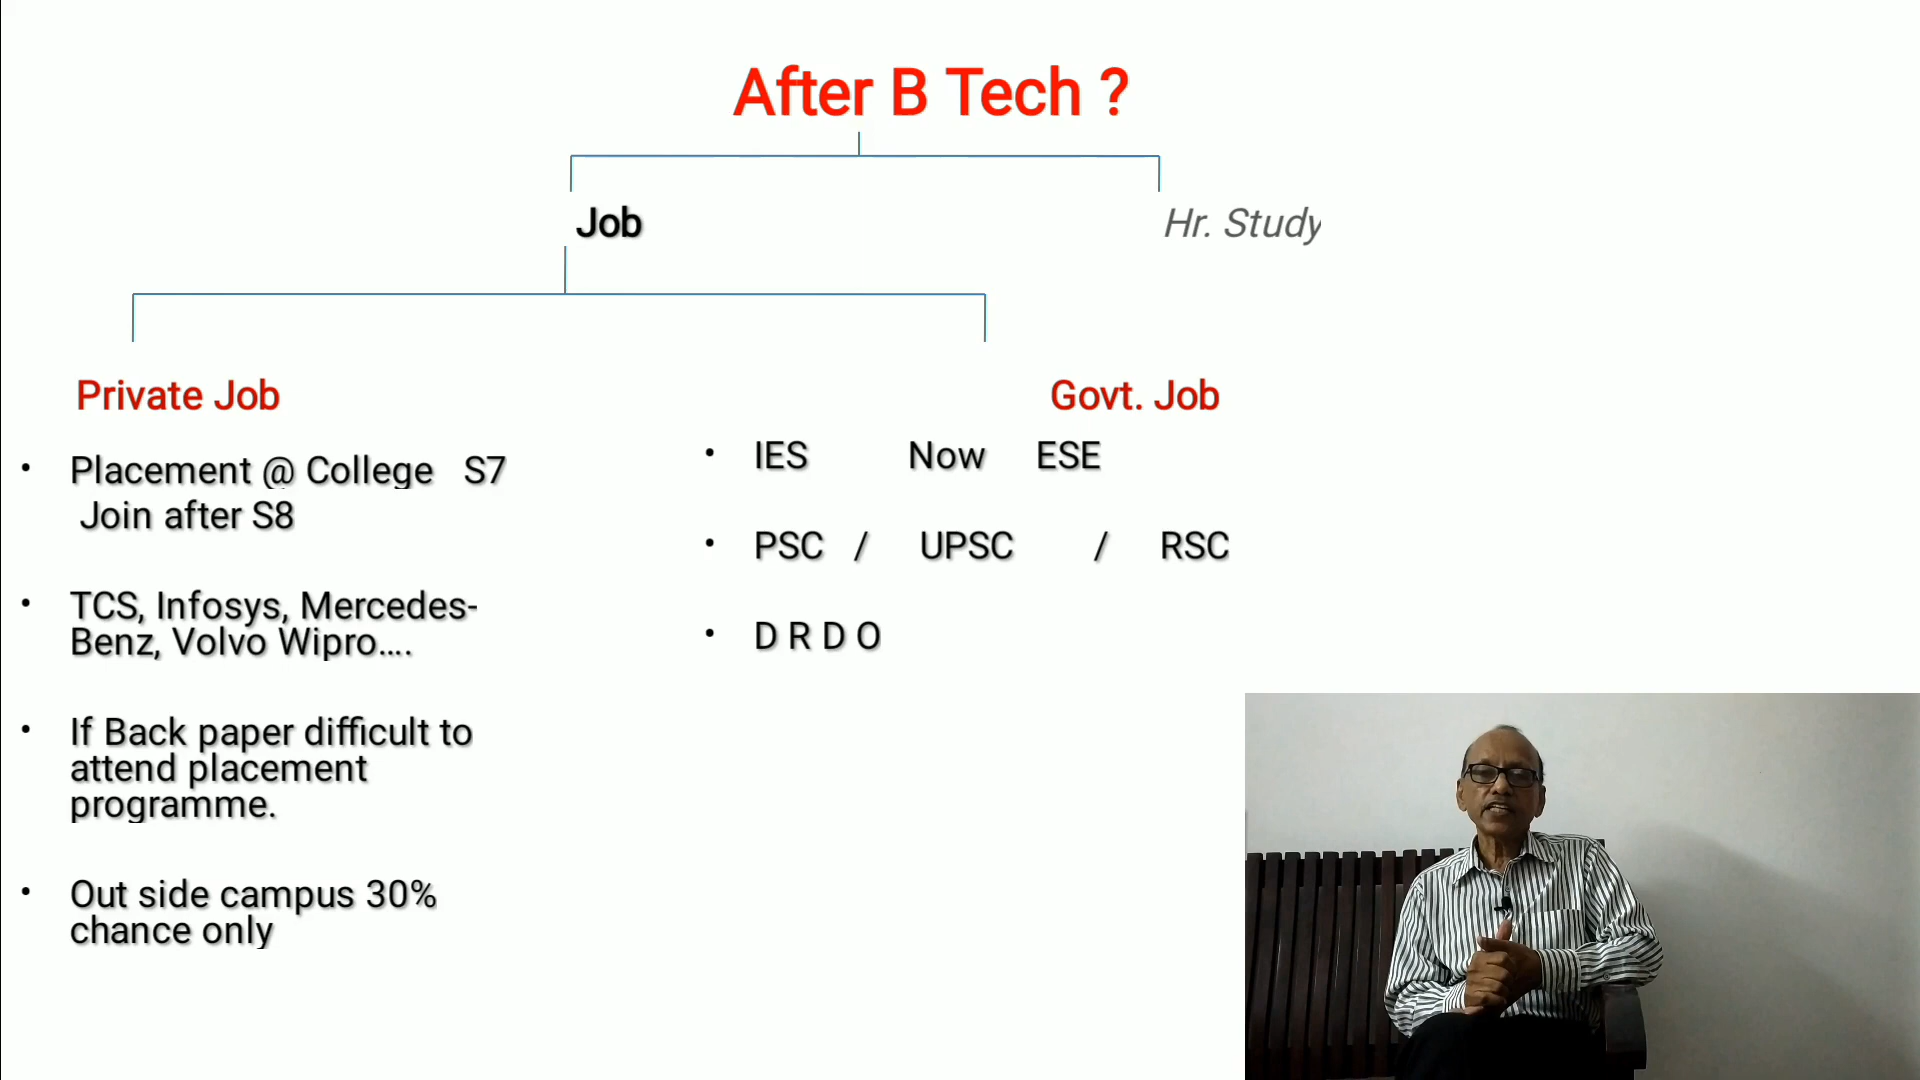 After B Tech ?
Job
Hr. Study
Private Job
• Placement @ College S7
Join after S8
• TCS, Infosys, Mercedes-
Benz, Volvo Wipro....
• If Back paper difficult to
attend placement
programme.
• Out side campus 30%
chance only
Govt. Job
• IES Now ESE
• PSC / UPSC / RSC
• D R D O